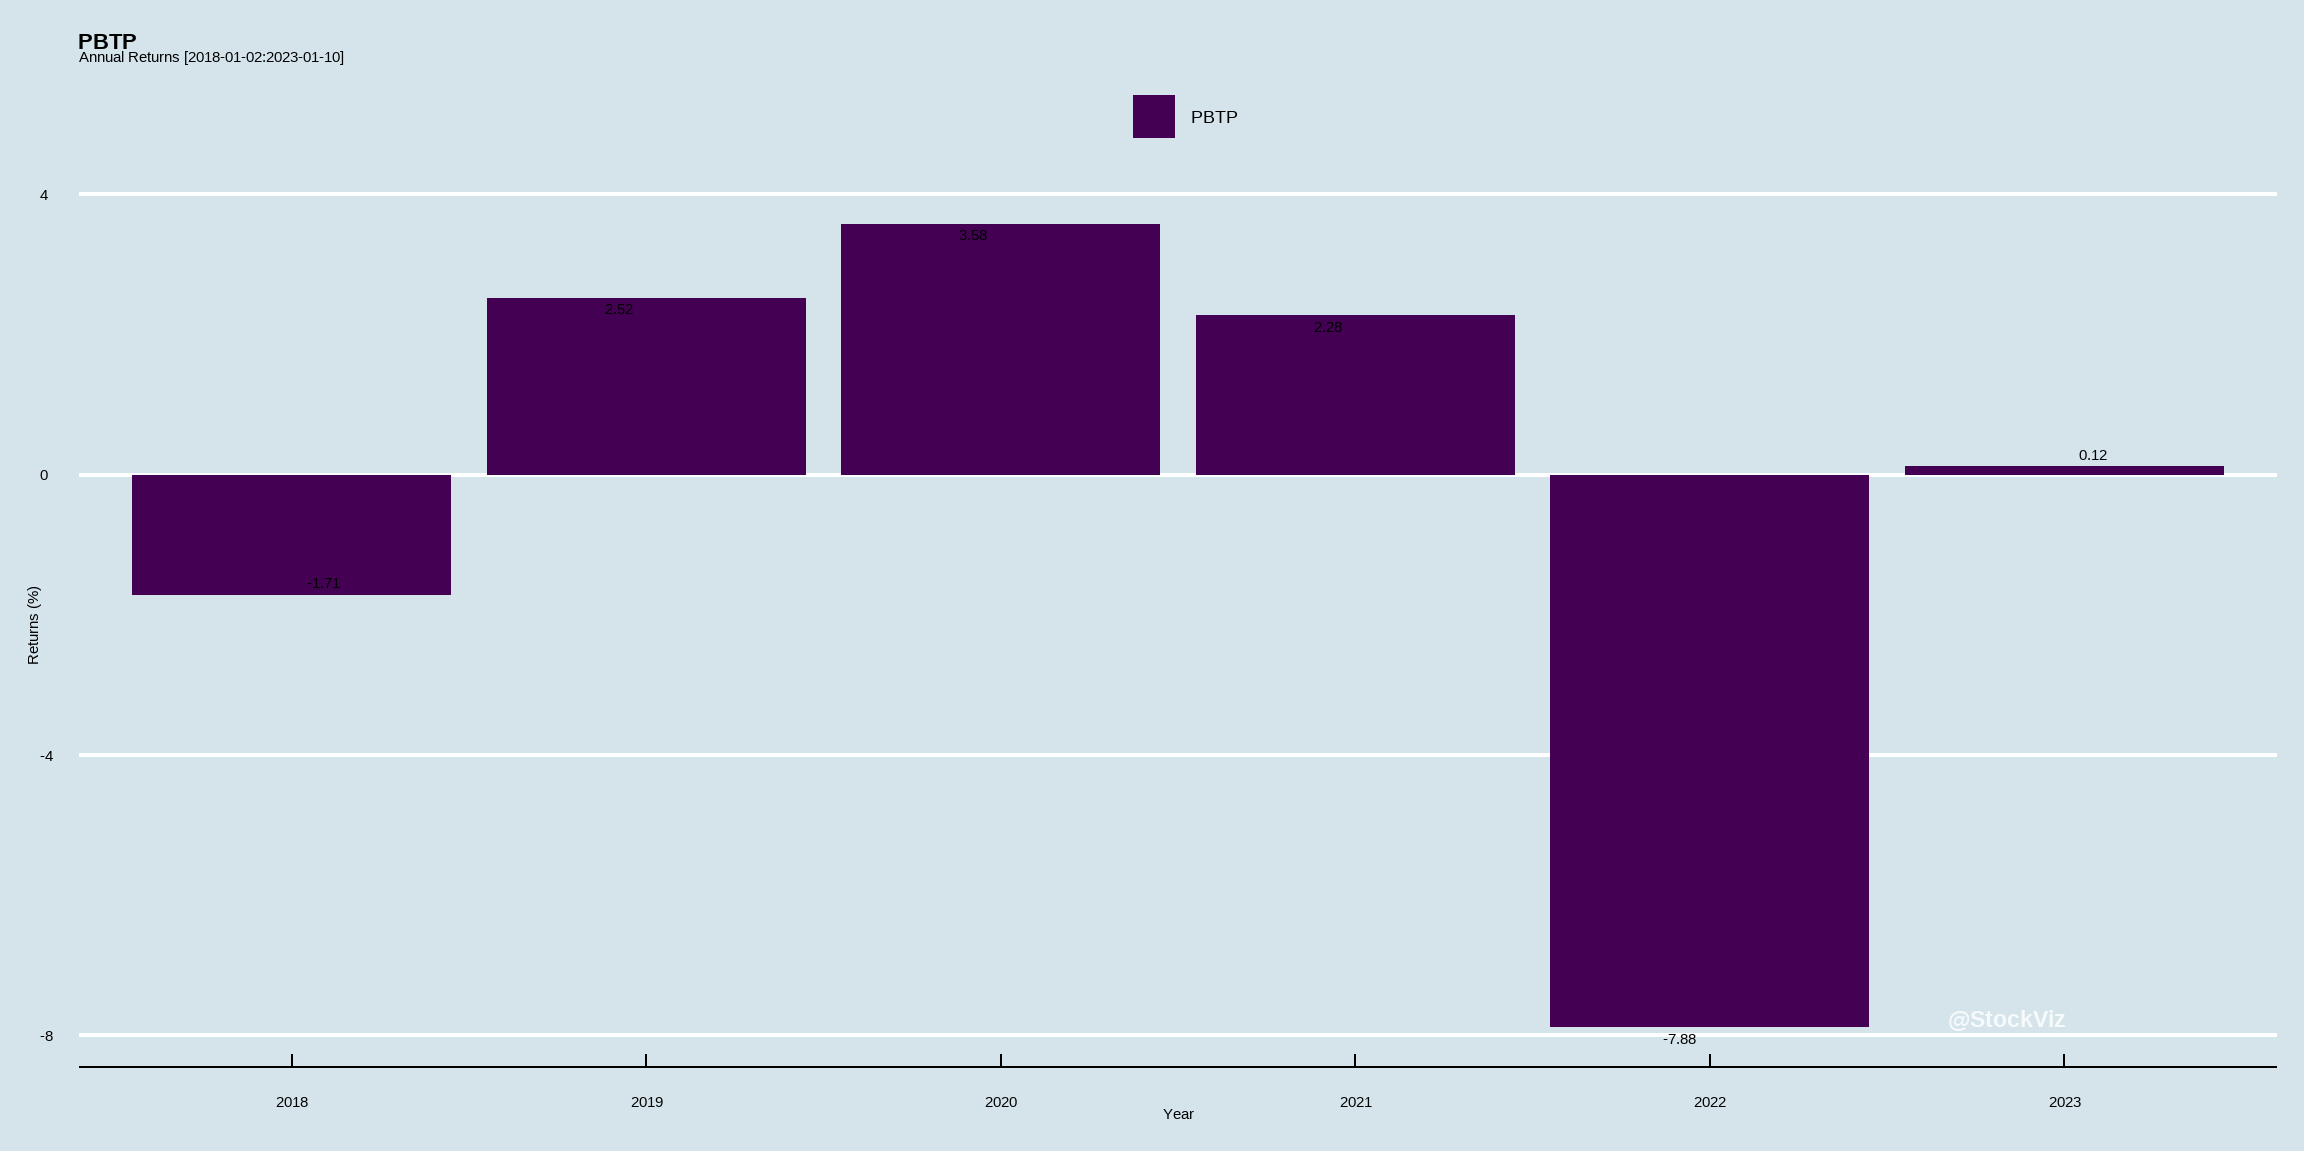 PBTP
Annual Returns [2018-01-02:2023-01-10]
PBTP
4
3.58
2.52
2.28
0.12
0
-1.71
Returns (%)
-4
@StockViz
-8
-7.88
2018
2019
2020
2021
2022
2023
Year